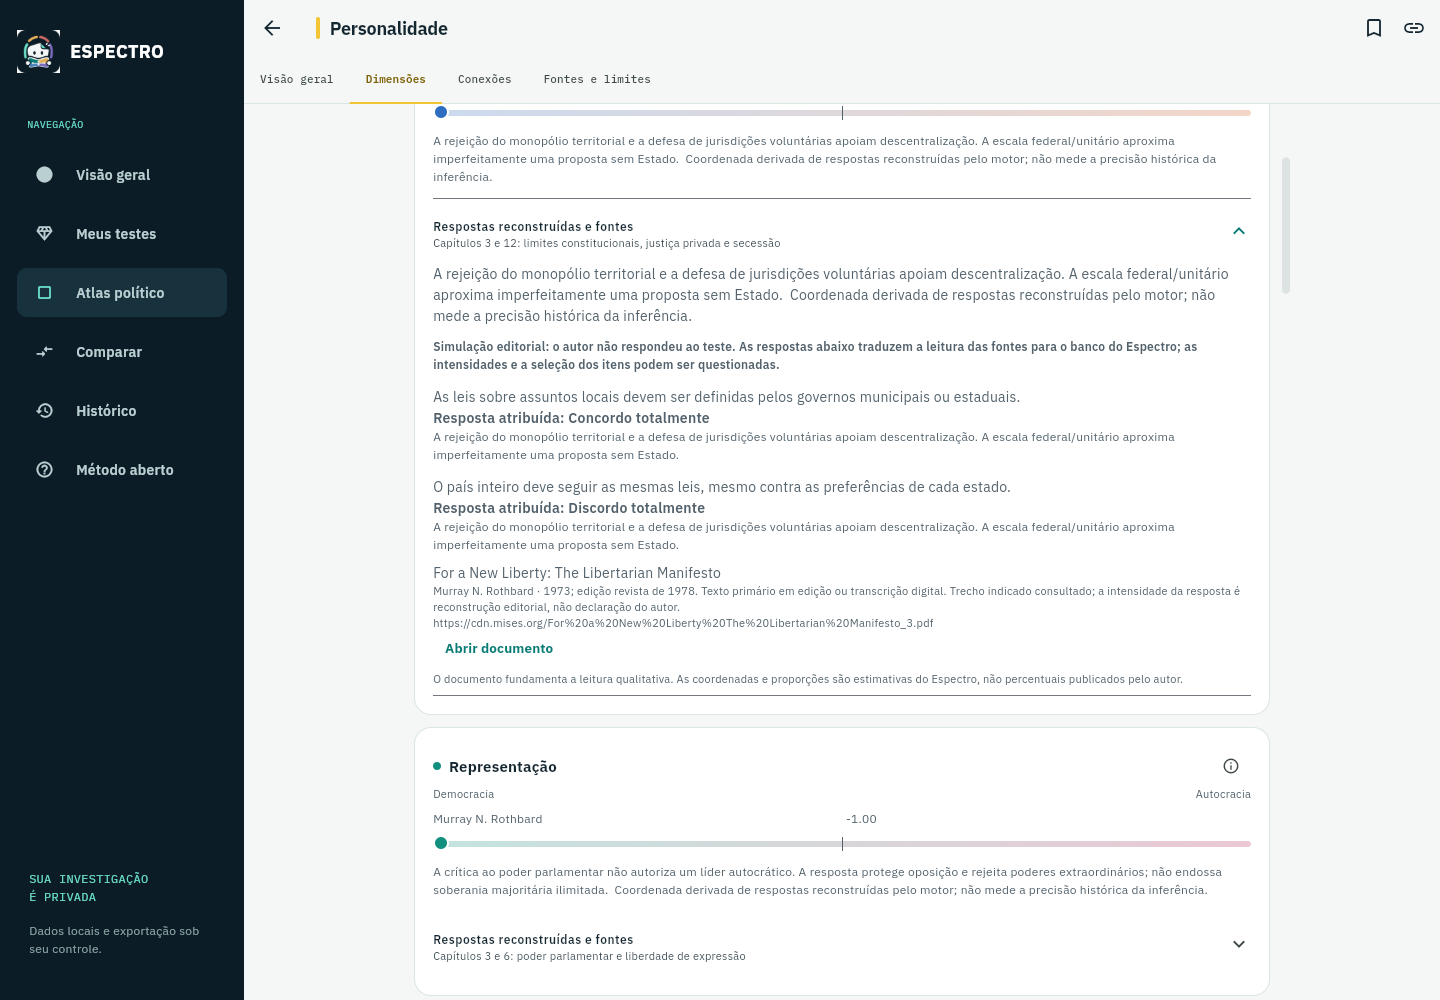 ESPECTRO
NAVEGAÇÃO
Visão geral
Meus testes
Atlas político
Comparar
Histórico
Método aberto
SUA INVESTIGAÇÃO
É PRIVADA
Dados locais e exportação sob
seu controle.
Personalidade
Visão geral
Dimensões
Conexões
Fontes e limites
A rejeição do monopólio territorial e a defesa de jurisdições voluntárias apoiam descentralização. A escala federal/unitário aproxima
imperfeitamente uma proposta sem Estado.  Coordenada derivada de respostas reconstruídas pelo motor; não mede a precisão histórica da
inferência.
Respostas reconstruídas e fontes
Capítulos 3 e 12: limites constitucionais, justiça privada e secessão
A rejeição do monopólio territorial e a defesa de jurisdições voluntárias apoiam descentralização. A escala federal/unitário
aproxima imperfeitamente uma proposta sem Estado.  Coordenada derivada de respostas reconstruídas pelo motor; não
mede a precisão histórica da inferência.
Simulação editorial: o autor não respondeu ao teste. As respostas abaixo traduzem a leitura das fontes para o banco do Espectro; as
intensidades e a seleção dos itens podem ser questionadas.
As leis sobre assuntos locais devem ser definidas pelos governos municipais ou estaduais.
Resposta atribuída: Concordo totalmente
A rejeição do monopólio territorial e a defesa de jurisdições voluntárias apoiam descentralização. A escala federal/unitário aproxima
imperfeitamente uma proposta sem Estado.
O país inteiro deve seguir as mesmas leis, mesmo contra as preferências de cada estado.
Resposta atribuída: Discordo totalmente
A rejeição do monopólio territorial e a defesa de jurisdições voluntárias apoiam descentralização. A escala federal/unitário aproxima
imperfeitamente uma proposta sem Estado.
For a New Liberty: The Libertarian Manifesto
Murray N. Rothbard · 1973; edição revista de 1978. Texto primário em edição ou transcrição digital. Trecho indicado consultado; a intensidade da resposta é
reconstrução editorial, não declaração do autor.
https://cdn.mises.org/For%20a%20New%20Liberty%20The%20Libertarian%20Manifesto_3.pdf
Abrir documento
O documento fundamenta a leitura qualitativa. As coordenadas e proporções são estimativas do Espectro, não percentuais publicados pelo autor.
Representação
Democracia
Autocracia
Murray N. Rothbard
-1.00
A crítica ao poder parlamentar não autoriza um líder autocrático. A resposta protege oposição e rejeita poderes extraordinários; não endossa
soberania majoritária ilimitada.  Coordenada derivada de respostas reconstruídas pelo motor; não mede a precisão histórica da inferência.
Respostas reconstruídas e fontes
Capítulos 3 e 6: poder parlamentar e liberdade de expressão